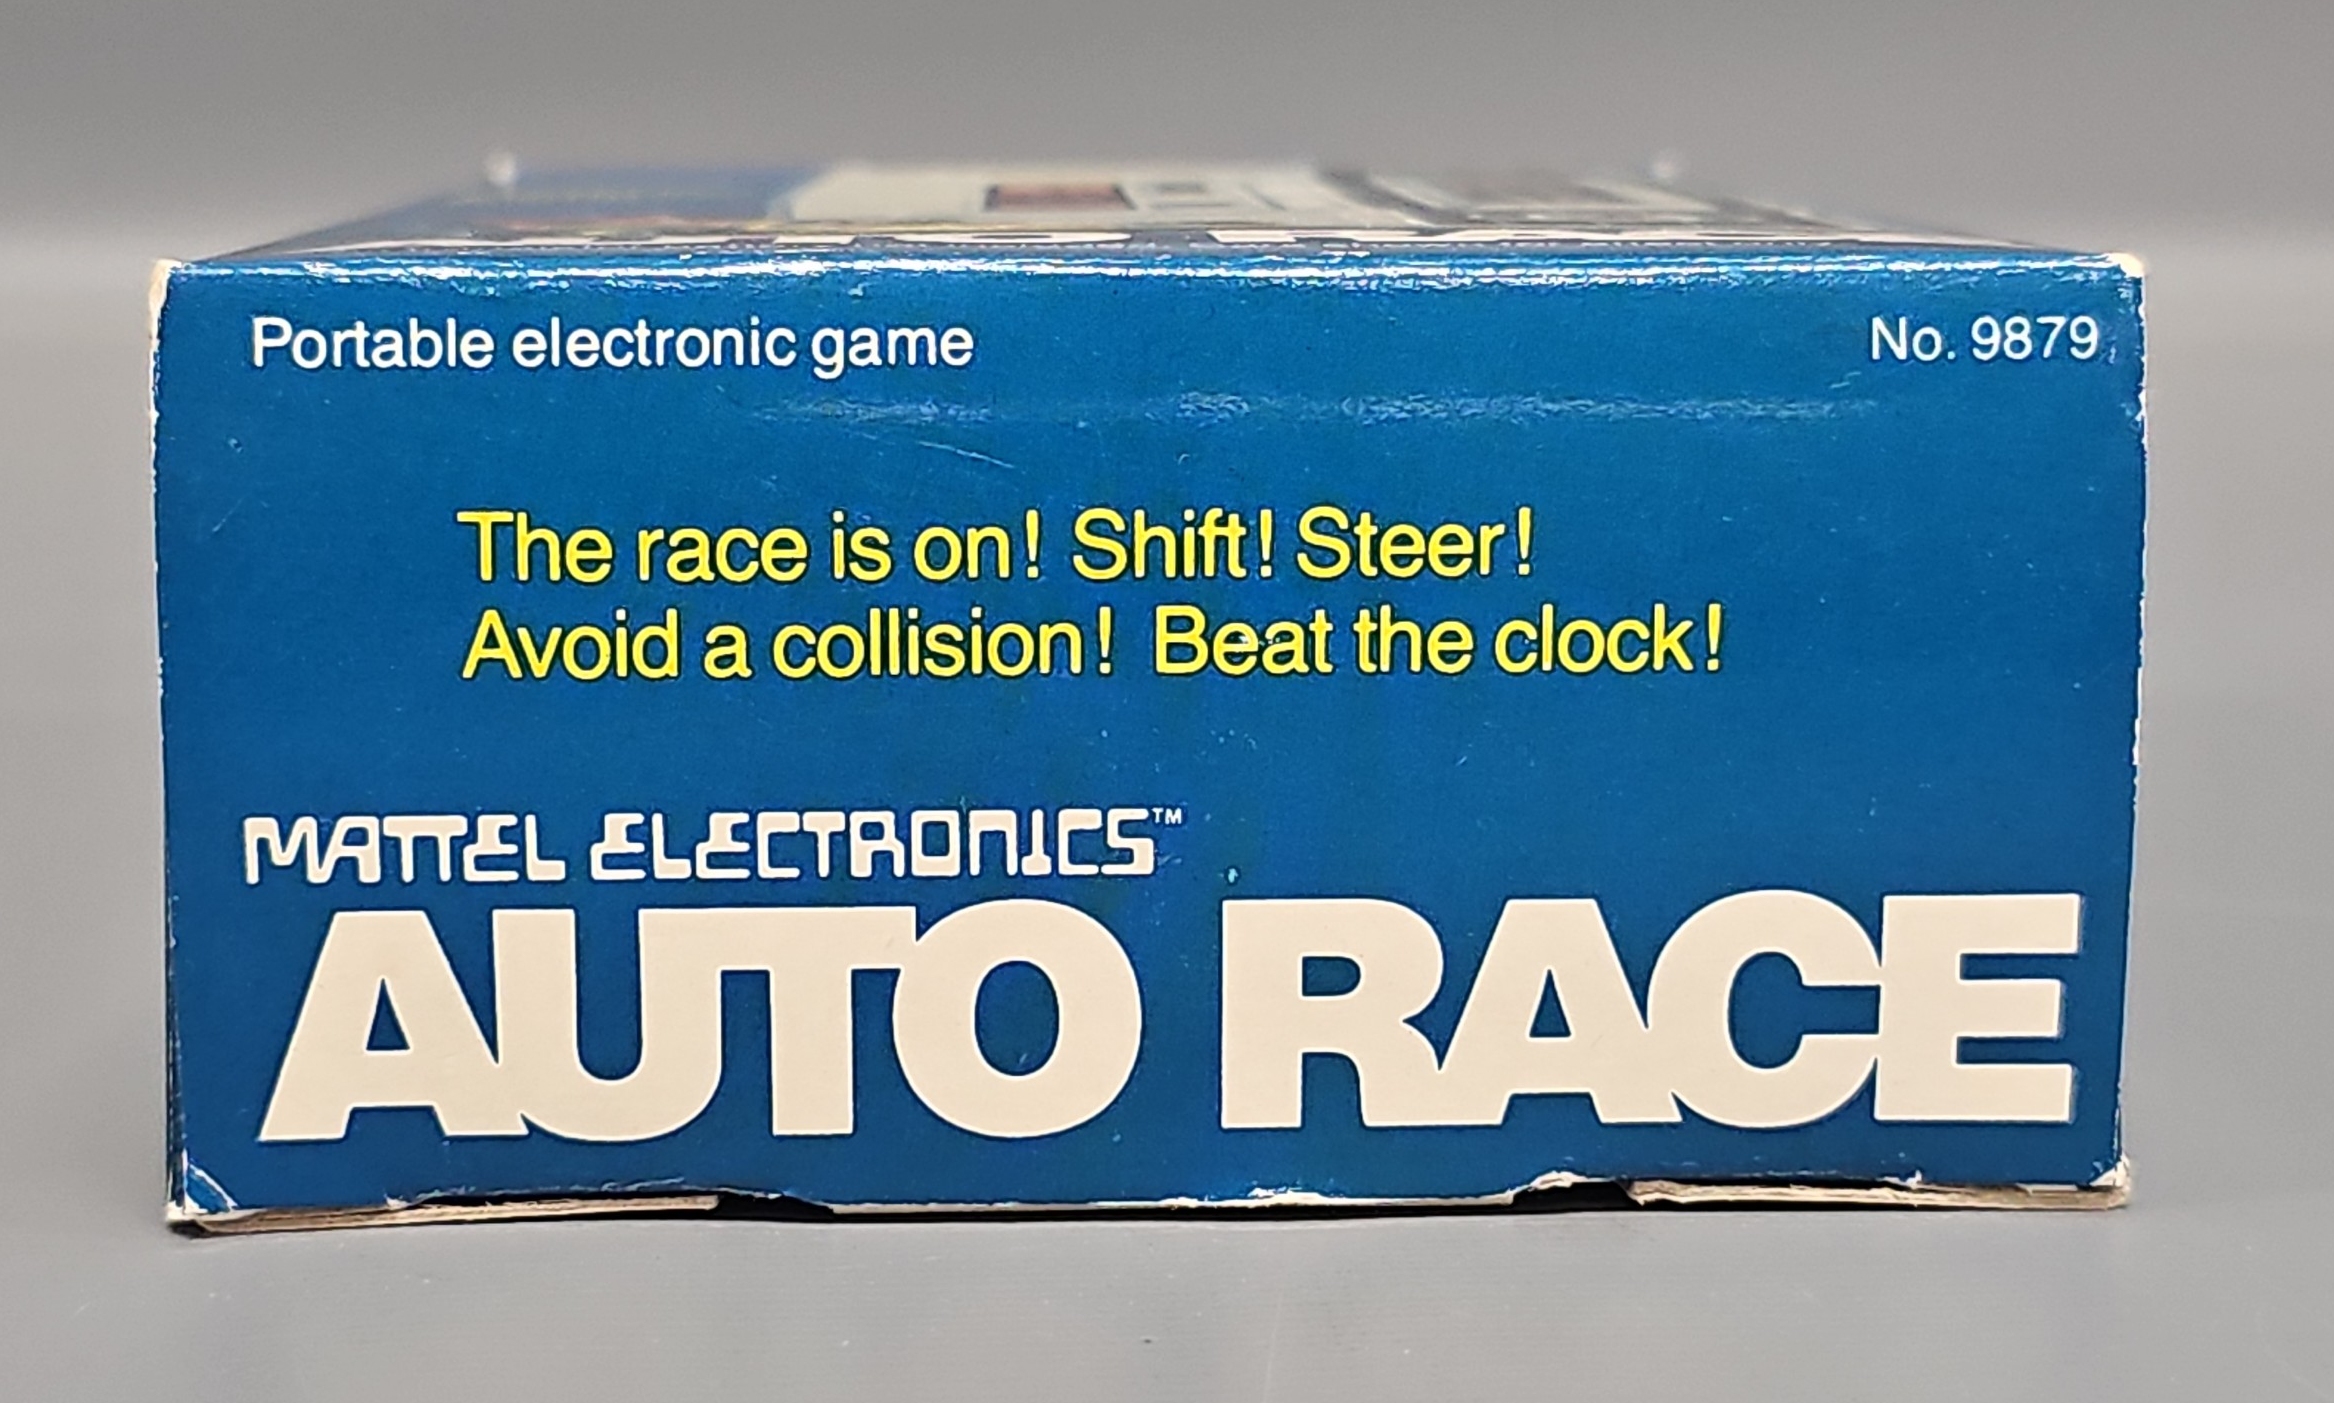 Portable electronic game
No. 9879
The race is on! Shift! Steer!
Avoid a collision! Beat the clock!
MATTEL ELECTRONICS™
AUTO RACE